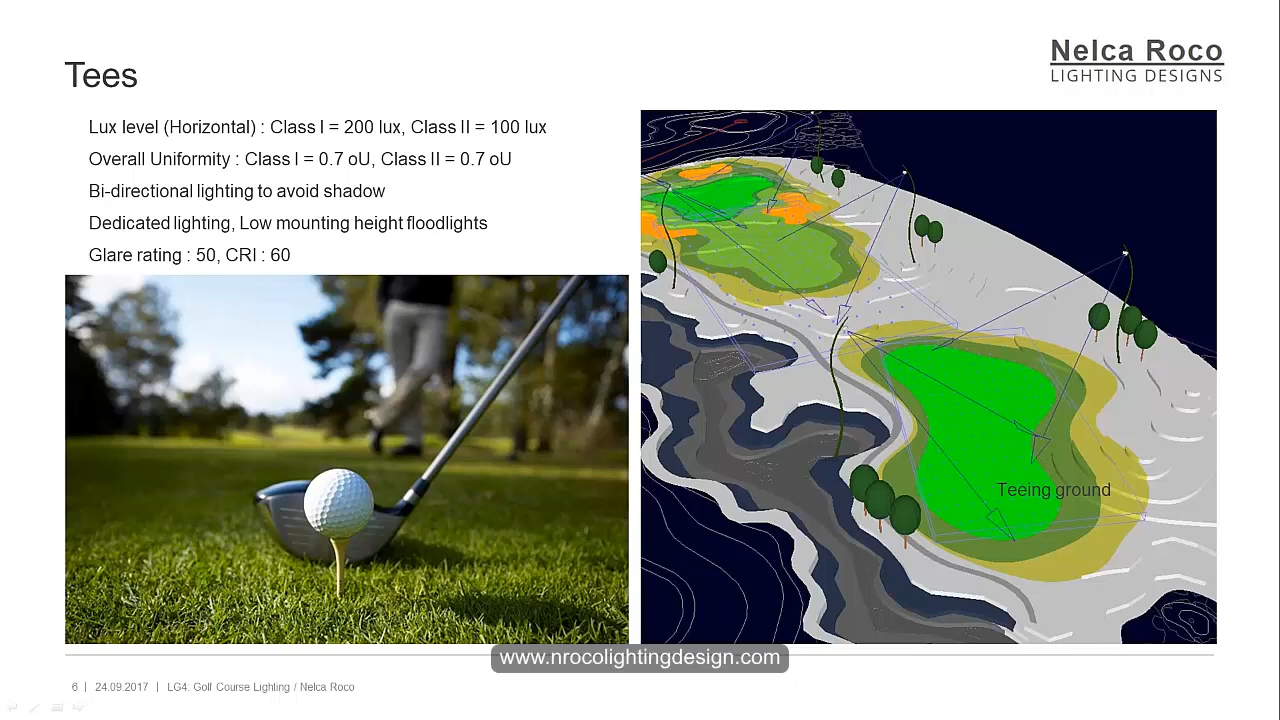 Nelca Roco
LIGHTING DESIGNS
Tees
Lux level (Horizontal) : Class I = 200 lux, Class II = 100 lux
Overall Uniformity : Class I = 0.7 oU, Class II = 0.7 oU
Bi-directional lighting to avoid shadow
Dedicated lighting, Low mounting height floodlights
Glare rating : 50, CRI : 60
Teeing ground
www.nrocolightingdesign.com
6 | 24.09.2017 | LG4: Golf Course Lighting / Nelca Roco